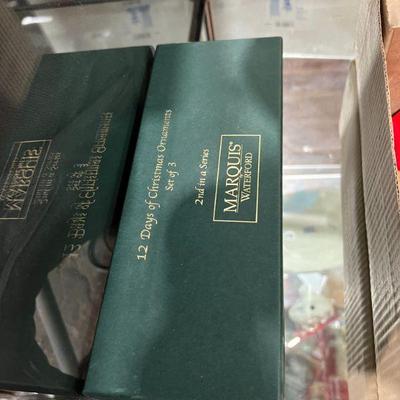 12 Days of Christmas Ornaments
Set of 3
2nd in a Series
MARQUIS®
WATERFORD